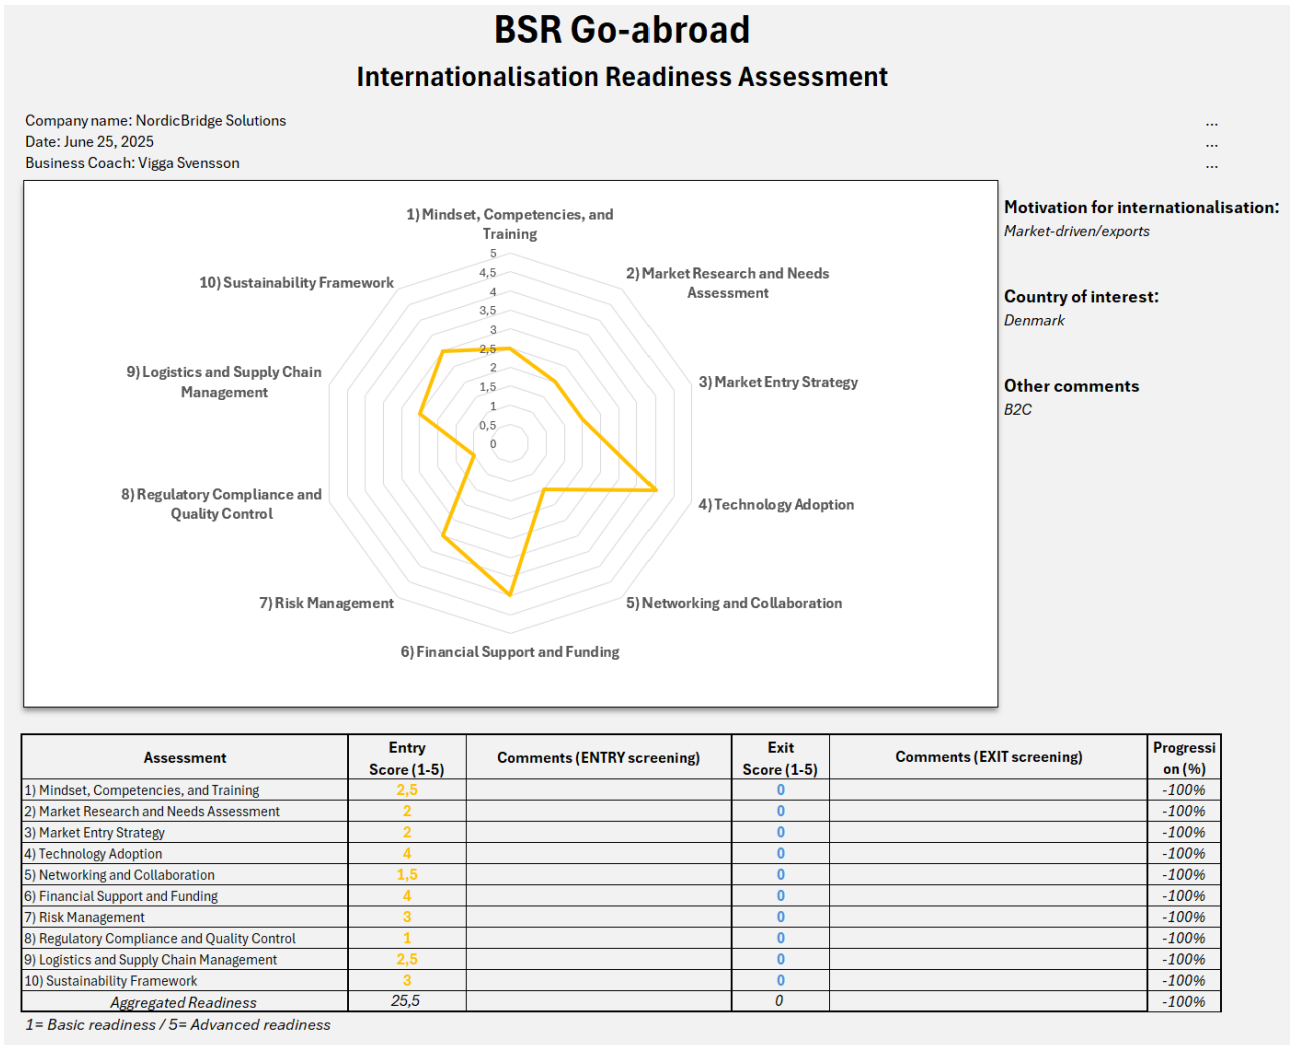 BSR Go-abroad
Internationalisation Readiness Assessment
Company name: NordicBridge Solutions
...
Date: June 25, 2025
...
Business Coach: Vigga Svensson
...
1) Mindset, Competencies, and
Training
2) Market Research and Needs
Assessment
3) Market Entry Strategy
4) Technology Adoption
5) Networking and Collaboration
6) Financial Support and Funding
7) Risk Management
8) Regulatory Compliance and
Quality Control
9) Logistics and Supply Chain
Management
10) Sustainability Framework
5
4,5
4
3,5
3
2,5
2
1,5
1
0,5
0
Motivation for internationalisation:
Market-driven/exports
Country of interest:
Denmark
Other comments
B2C
Assessment
Entry
Score (1-5)
Comments (ENTRY screening)
Exit
Score (1-5)
Comments (EXIT screening)
Progressi
on (%)
1) Mindset, Competencies, and Training 2,5 0 -100%
2) Market Research and Needs Assessment 2 0 -100%
3) Market Entry Strategy 2 0 -100%
4) Technology Adoption 4 0 -100%
5) Networking and Collaboration 1,5 0 -100%
6) Financial Support and Funding 4 0 -100%
7) Risk Management 3 0 -100%
8) Regulatory Compliance and Quality Control 1 0 -100%
9) Logistics and Supply Chain Management 2,5 0 -100%
10) Sustainability Framework 3 0 -100%
Aggregated Readiness 25,5 0 -100%
1= Basic readiness / 5= Advanced readiness